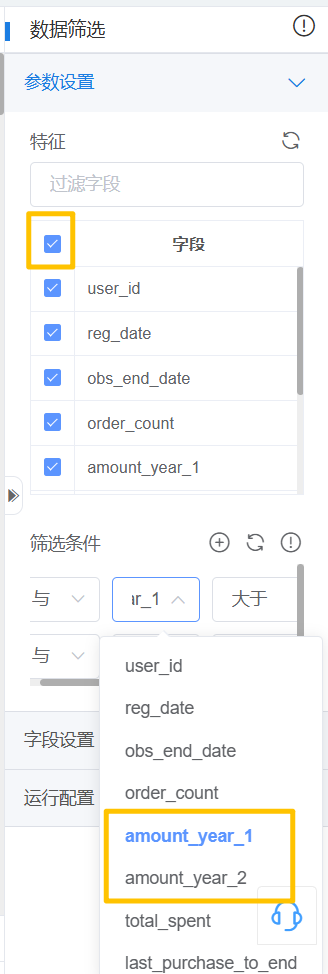 数据筛选
参数设置
特征
过滤字段
字段
user_id
reg_date
obs_end_date
order_count
amount_year_1
筛选条件
与 ar_1 大于
与
user_id
reg_date
obs_end_date
order_count
amount_year_1
amount_year_2
total_spent
last_purchase_to_end
字段设置
运行配置